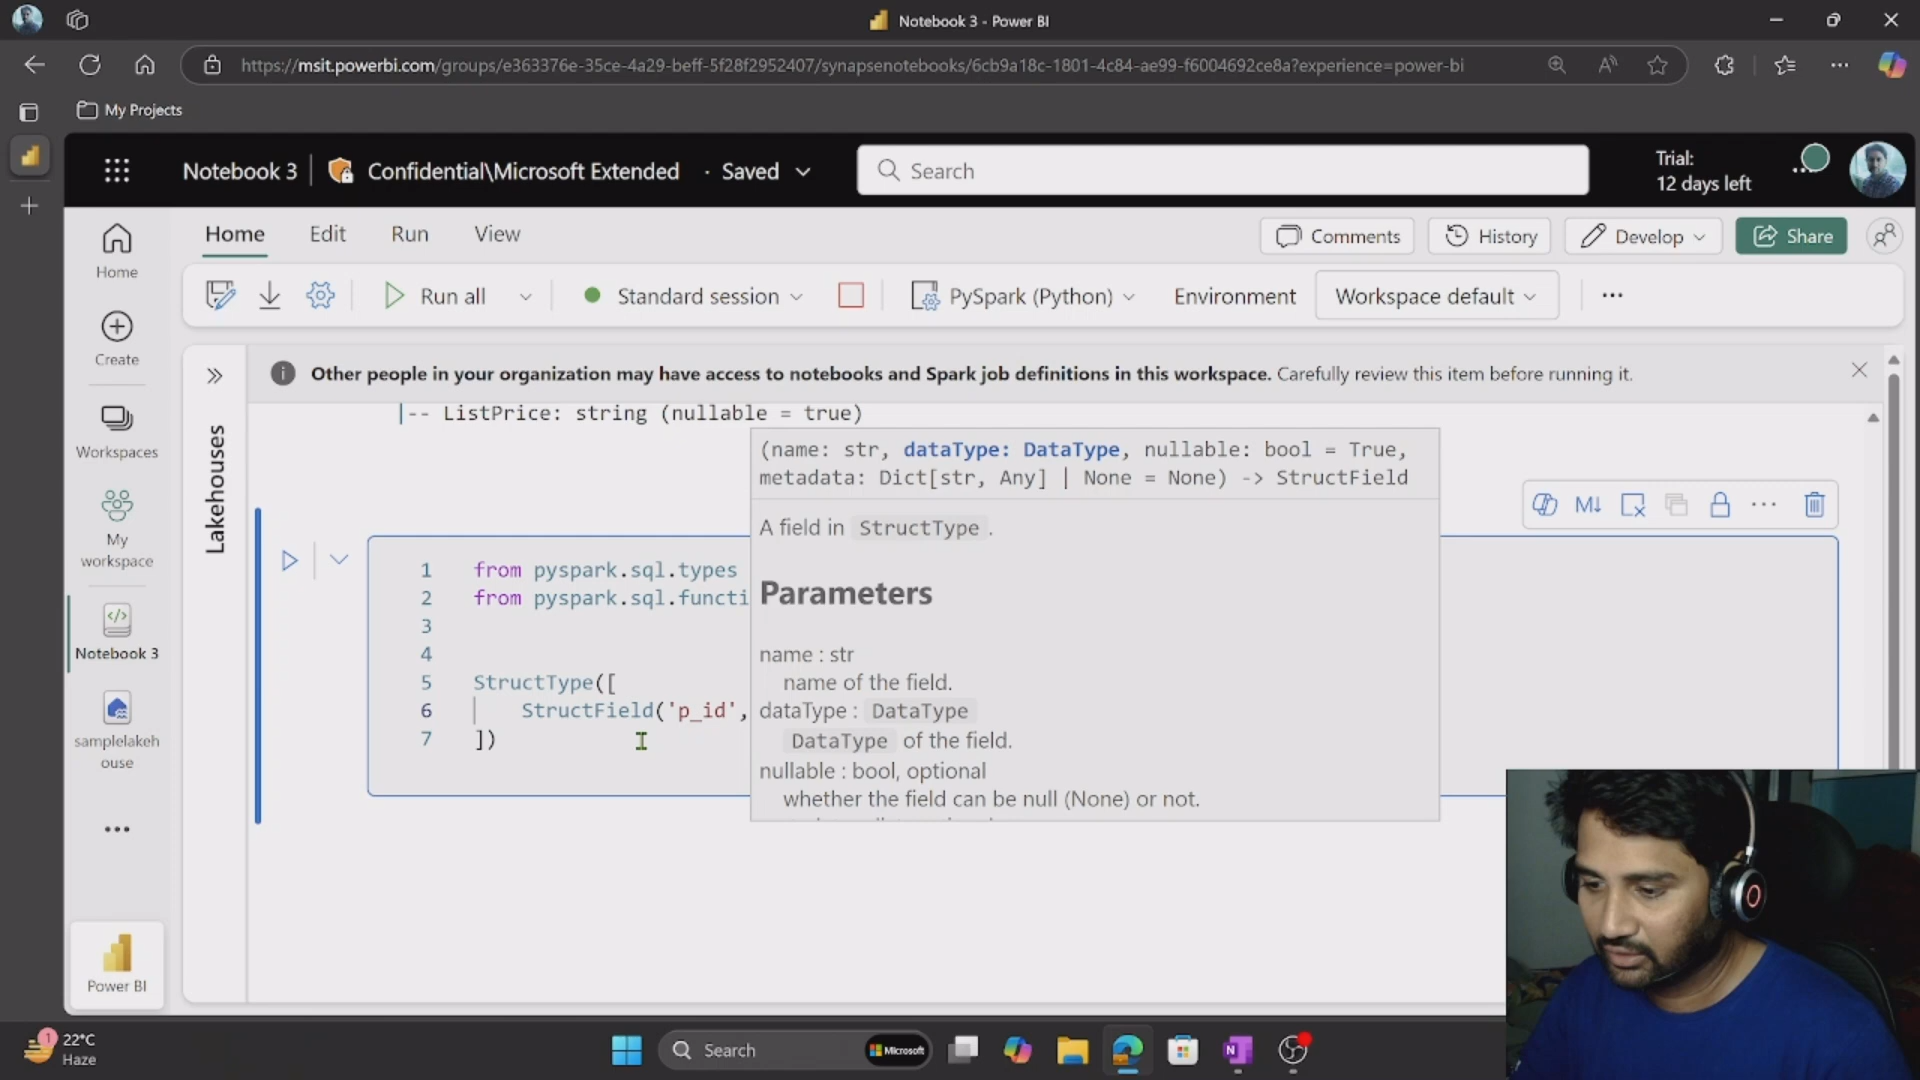 Notebook 3 - Power BI
https://msit.powerbi.com/groups/e363376e-35ce-4a29-beff-5f28f2952407/synapsenotebooks/6cb9a18c-1801-4c84-ae99-f6004692ce8a?experience=power-bi
My Projects
Notebook 3
Confidential\Microsoft Extended
· Saved
Search
Trial:
12 days left
Home
Edit
Run
View
Comments
History
Develop
Share
Run all
Standard session
PySpark (Python)
Environment
Workspace default
Home
Create
Workspaces
My
workspace
Notebook 3
samplelakeh
ouse
Power BI
Lakehouses
Other people in your organization may have access to notebooks and Spark job definitions in this workspace. Carefully review this item before running it.
|-- ListPrice: string (nullable = true)
(name: str, dataType: DataType, nullable: bool = True,
metadata: Dict[str, Any] | None = None) -> StructField
A field in StructType.
Parameters
name : str
name of the field.
dataType : DataType
DataType of the field.
nullable : bool, optional
whether the field can be null (None) or not.
M↓
1 from pyspark.sql.types
2 from pyspark.sql.functi
3
4
5 StructType([
6 StructField('p_id',
7 ])
1
22°C
Haze
Search
Microsoft